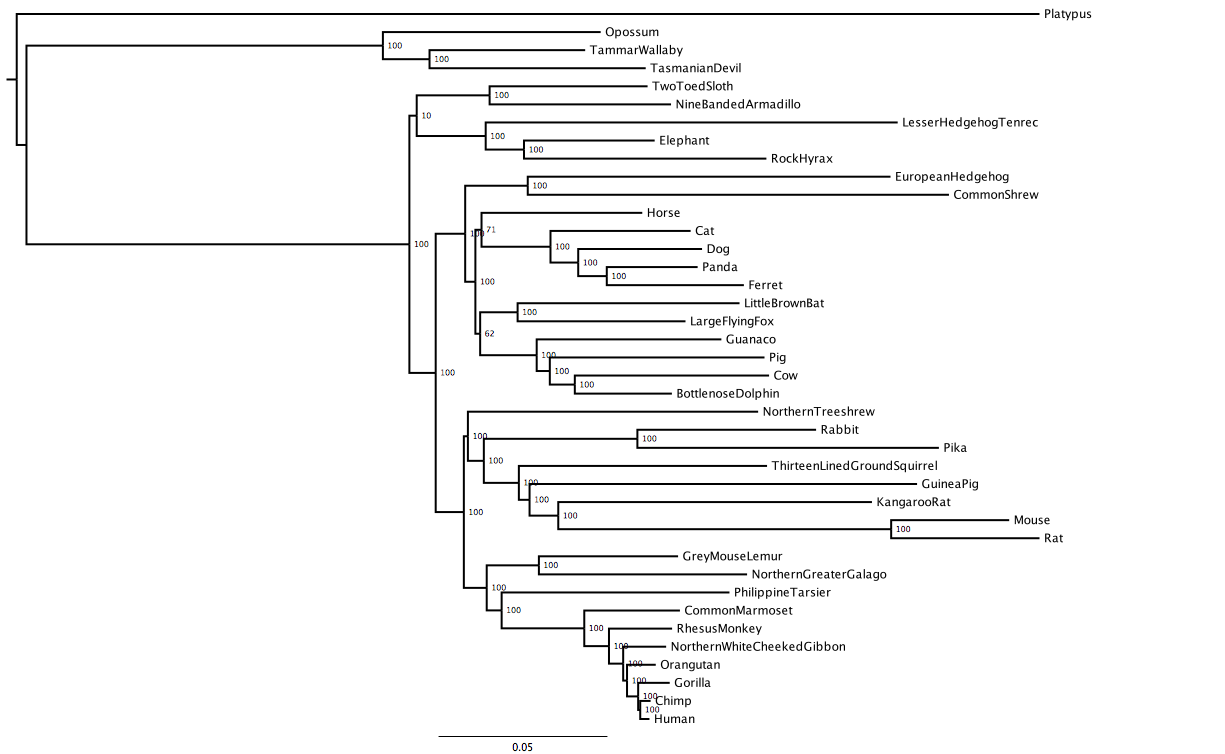 Platypus
Opossum
100
TammarWallaby
100
TasmanianDevil
TwoToedSloth
100
NineBandedArmadillo
10
LesserHedgehogTenrec
100
Elephant
100
RockHyrax
EuropeanHedgehog
100
CommonShrew
Horse
100
71
Cat
100
100
Dog
100
Panda
100
Ferret
100
LittleBrownBat
100
LargeFlyingFox
62
Guanaco
100
Pig
100
Cow
100
BottlenoseDolphin
100
NorthernTreeshrew
Rabbit
100
100
Pika
100
ThirteenLinedGroundSquirrel
100
GuineaPig
100
KangarooRat
100
100
Mouse
100
Rat
GreyMouseLemur
100
NorthernGreaterGalago
100
PhilippineTarsier
100
CommonMarmoset
100
RhesusMonkey
100
NorthernWhiteCheekedGibbon
100
Orangutan
100
Gorilla
100
Chimp
100
Human
0.05